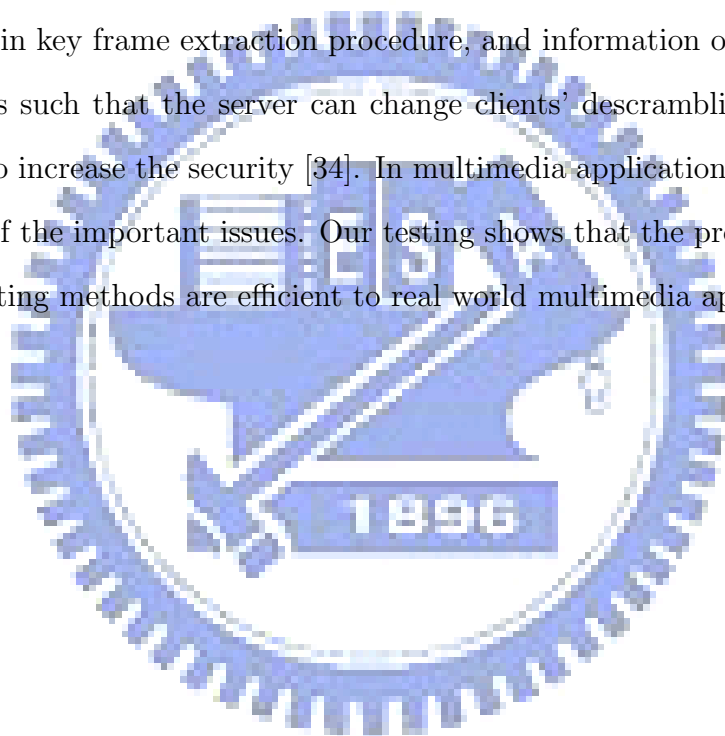 in key frame extraction procedure, and information o
s such that the server can change clients' descrambli
o increase the security [34]. In multimedia application
f the important issues. Our testing shows that the pro
ting methods are efficient to real world multimedia ap
E S
1896